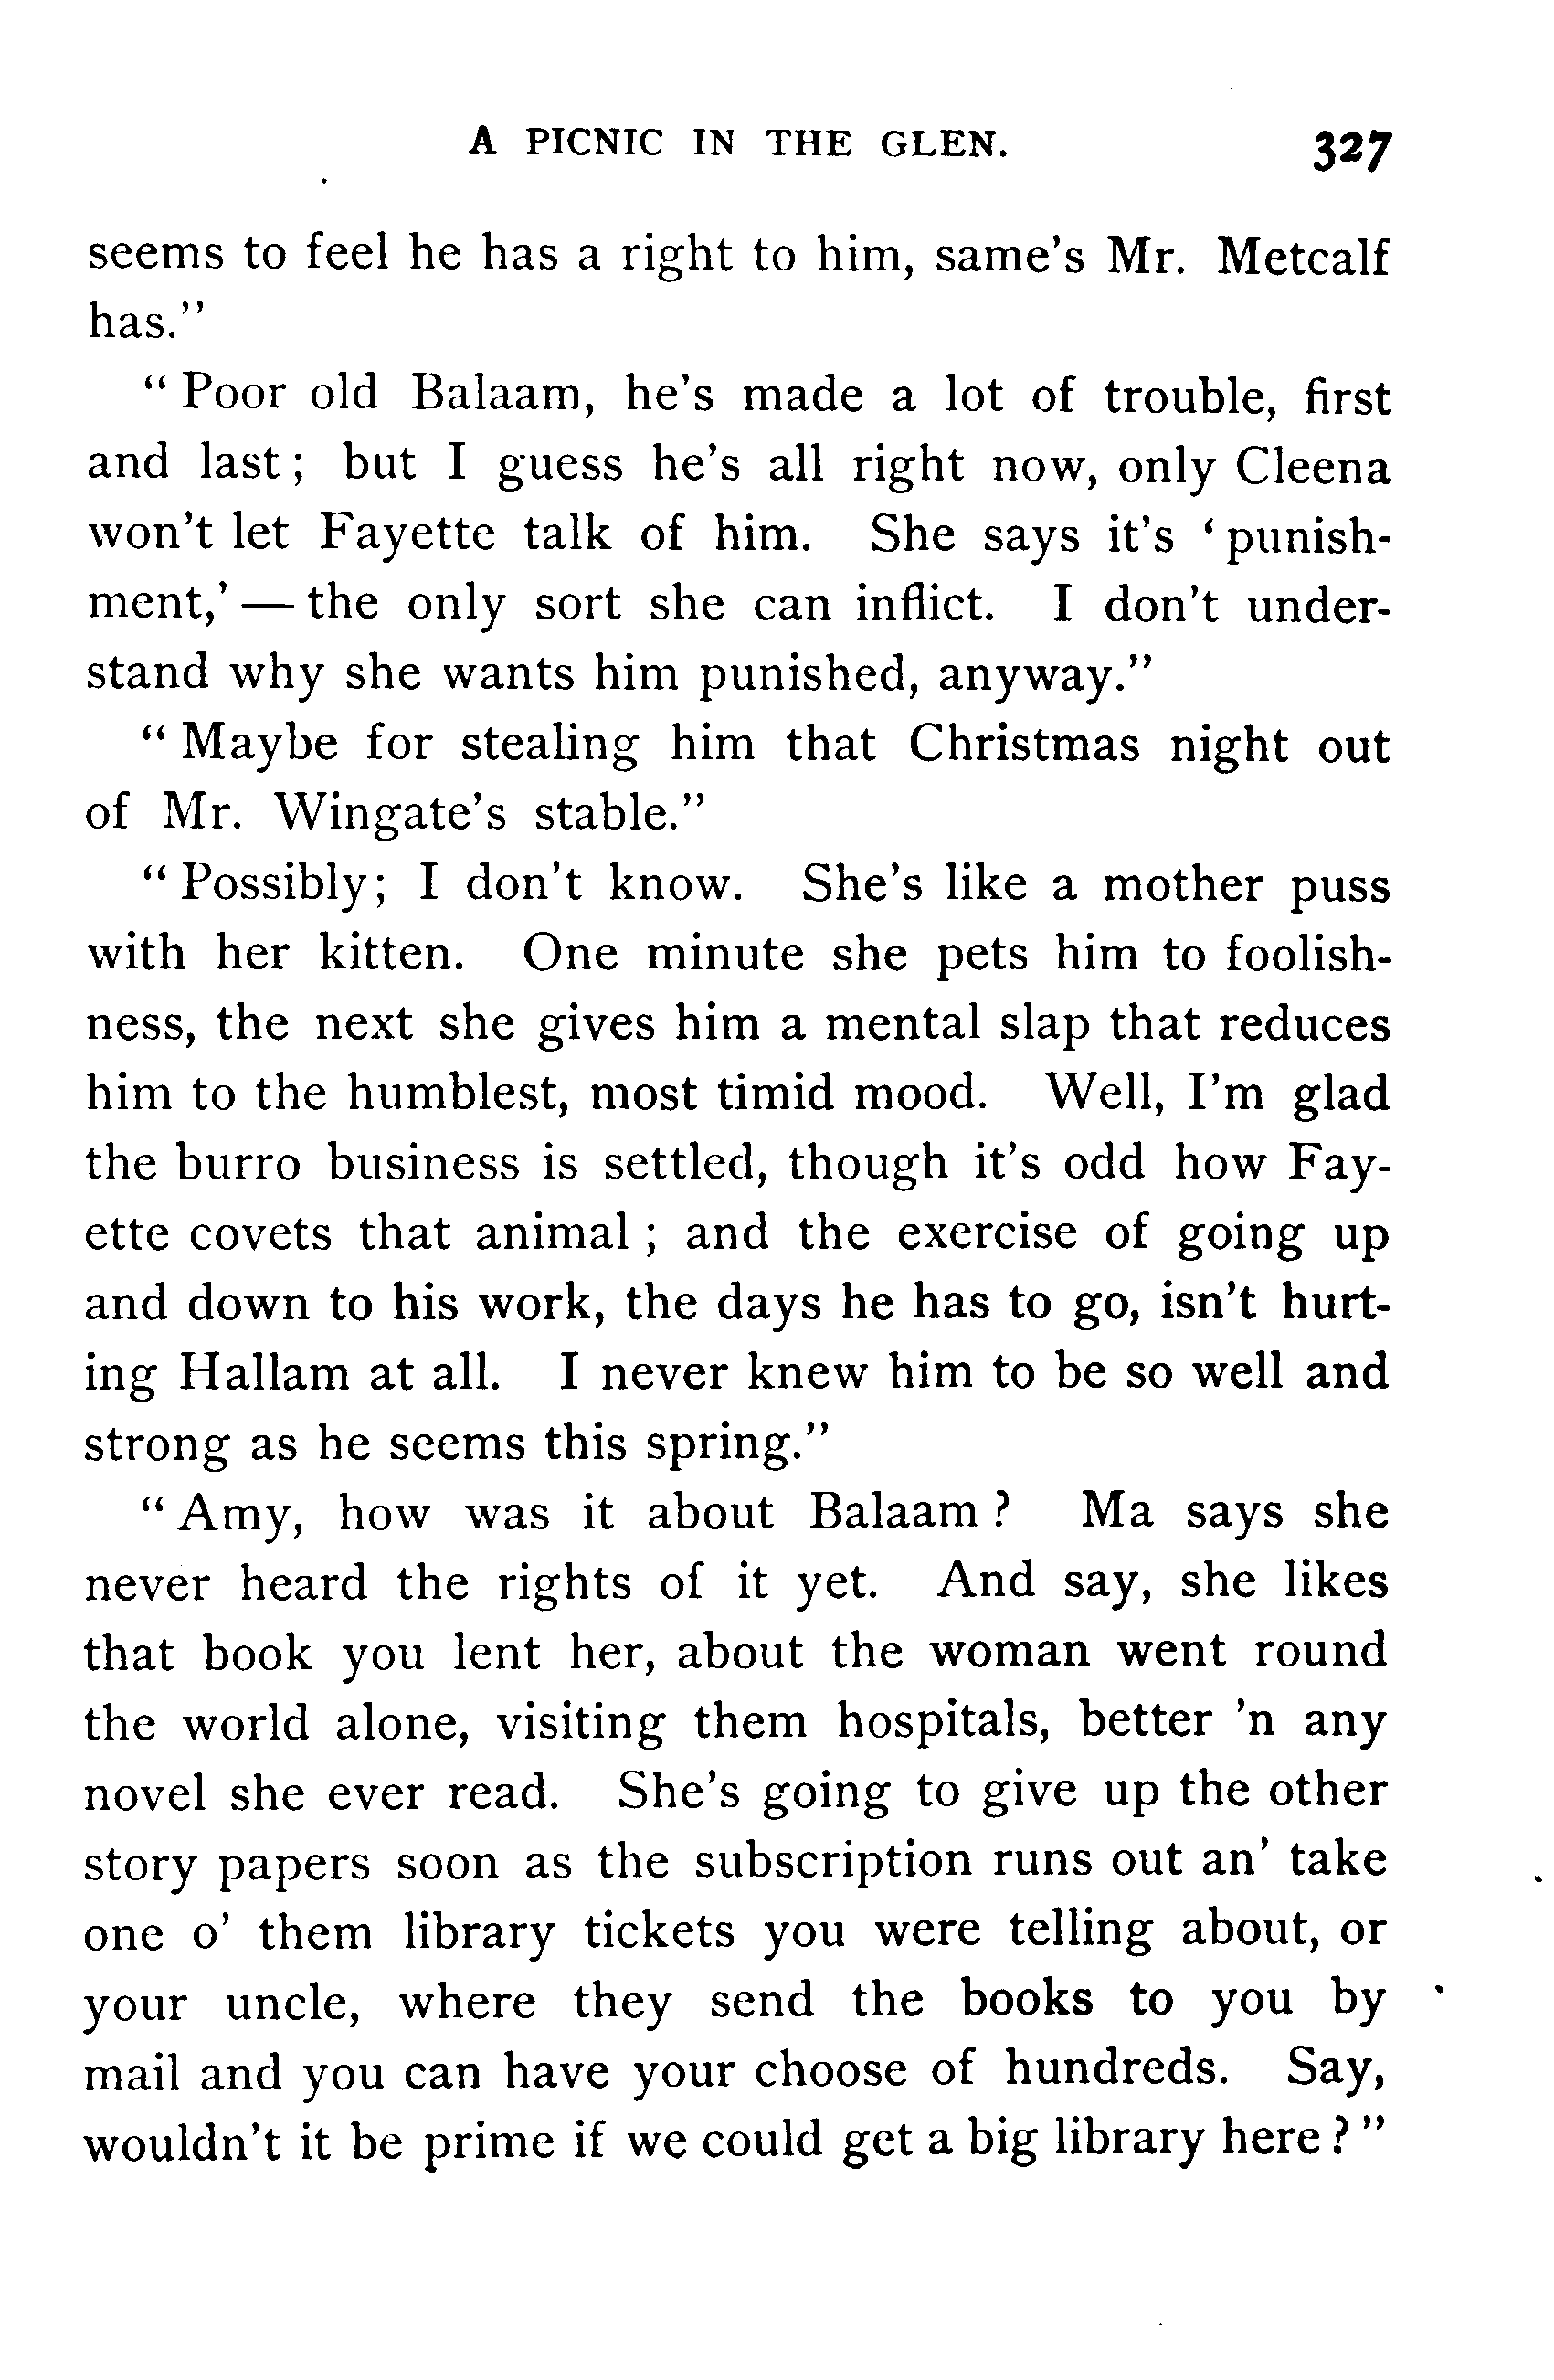 A PICNIC IN THE GLEN. 327
seems to feel he has a right to him, same's Mr. Metcalf
has."
"Poor old Balaam, he's made a lot of trouble, first
and last; but I guess he's all right now, only Cleena
won't let Fayette talk of him. She says it's 'punish-
ment,' — the only sort she can inflict. I don't under-
stand why she wants him punished, anyway."
"Maybe for stealing him that Christmas night out
of Mr. Wingate's stable."
"Possibly; I don't know. She's like a mother puss
with her kitten. One minute she pets him to foolish-
ness, the next she gives him a mental slap that reduces
him to the humblest, most timid mood. Well, I'm glad
the burro business is settled, though it's odd how Fay-
ette covets that animal; and the exercise of going up
and down to his work, the days he has to go, isn't hurt-
ing Hallam at all. I never knew him to be so well and
strong as he seems this spring."
"Amy, how was it about Balaam? Ma says she
never heard the rights of it yet. And say, she likes
that book you lent her, about the woman went round
the world alone, visiting them hospitals, better 'n any
novel she ever read. She's going to give up the other
story papers soon as the subscription runs out an' take
one o' them library tickets you were telling about, or
your uncle, where they send the books to you by
mail and you can have your choose of hundreds. Say,
wouldn't it be prime if we could get a big library here?"